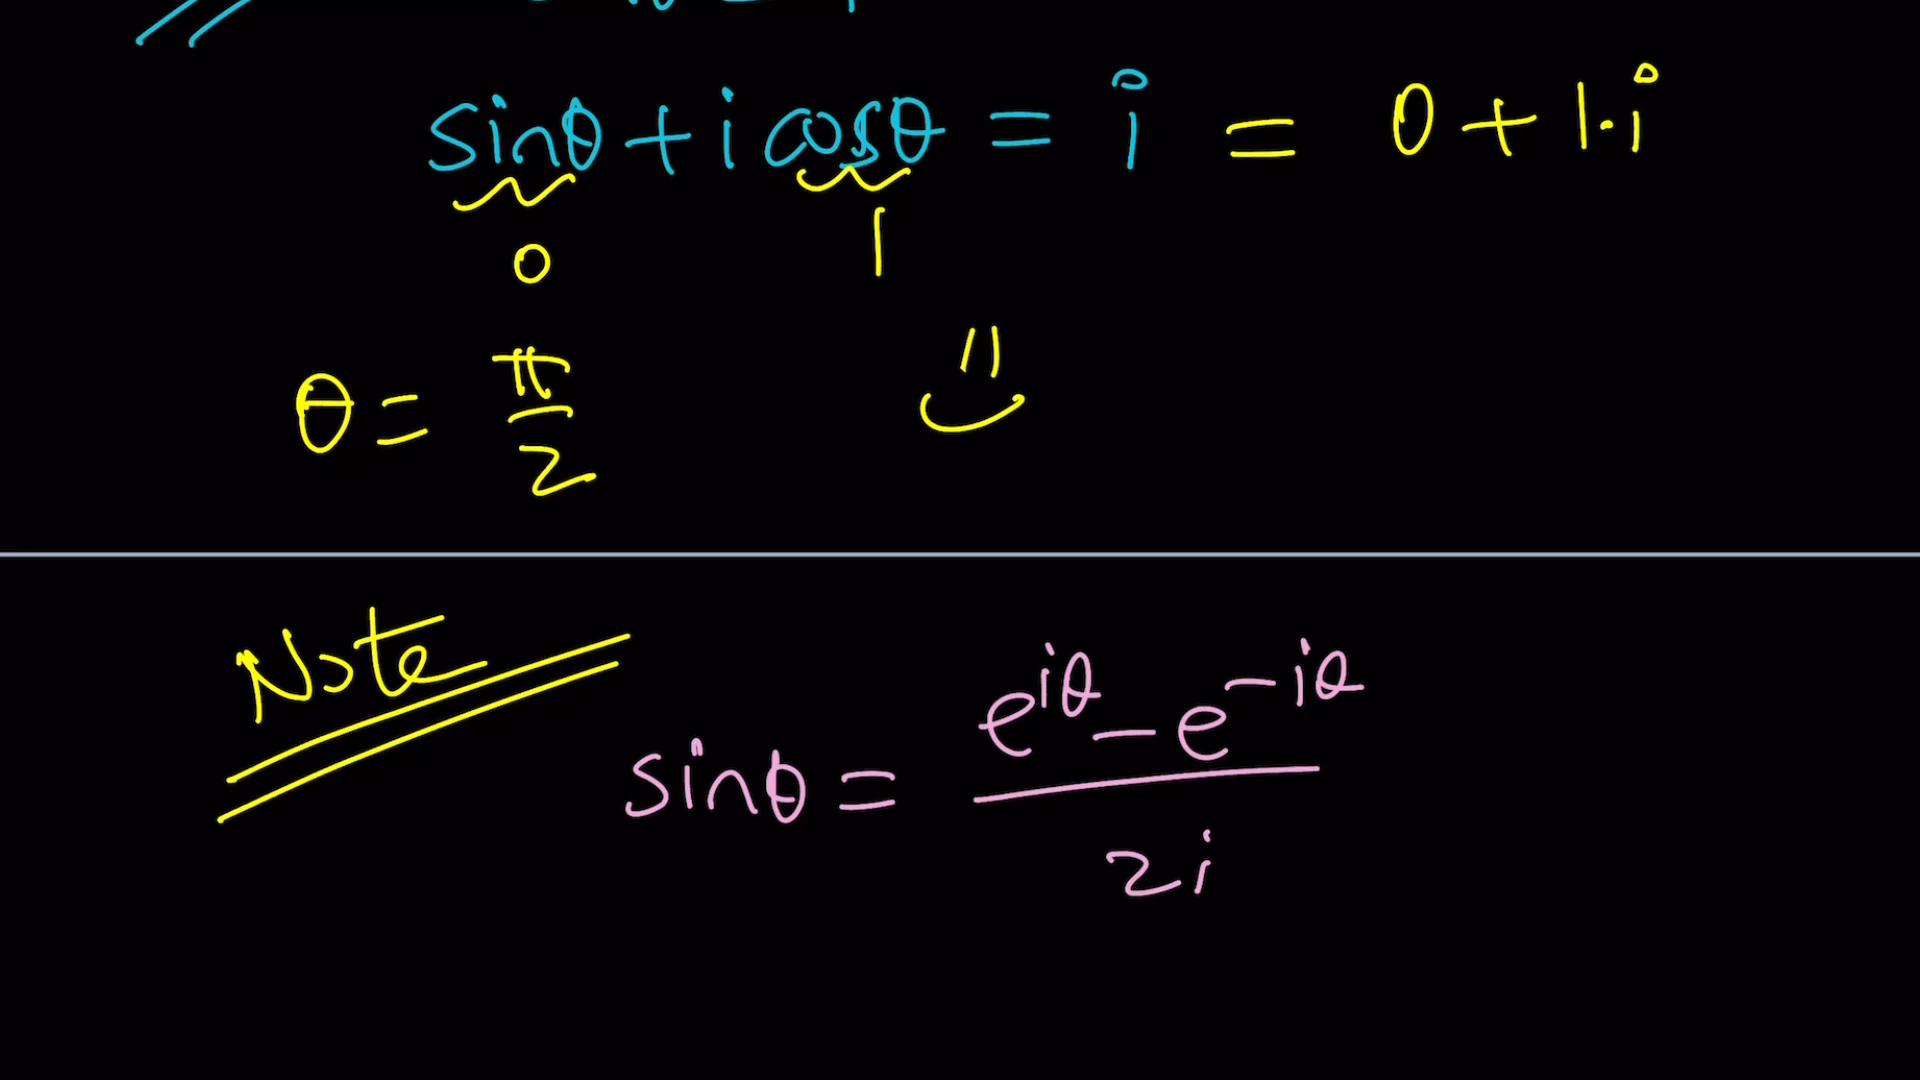 sinθ + i cosθ = i = 0 + 1·i
0 1
θ = π/2
Note
sinθ = (e^{iθ} − e^{−iθ}) / 2i